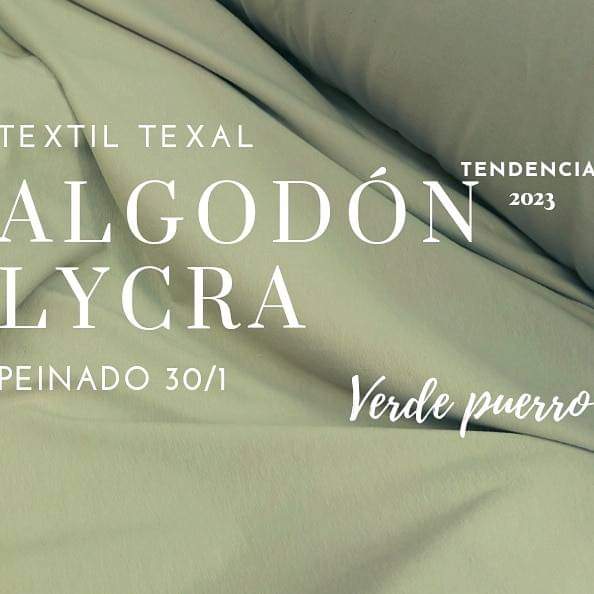 TEXTIL TEXAL
ALGODÓN
LYCRA
PEINADO 30/1
TENDENCIA
2023
Verde puerro